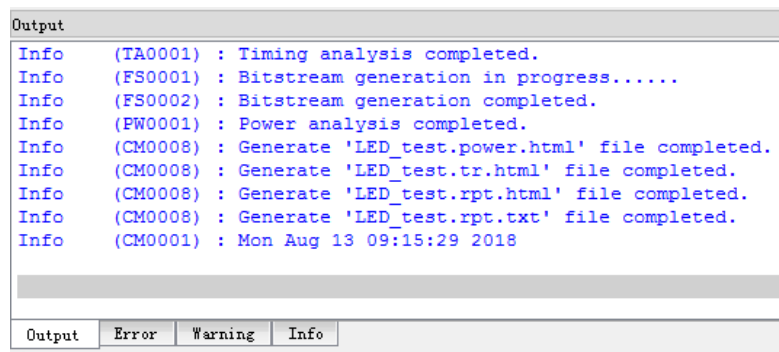 Output
Info (TA0001) : Timing analysis completed.
Info (FS0001) : Bitstream generation in progress......
Info (FS0002) : Bitstream generation completed.
Info (PW0001) : Power analysis completed.
Info (CM0008) : Generate 'LED_test.power.html' file completed.
Info (CM0008) : Generate 'LED_test.tr.html' file completed.
Info (CM0008) : Generate 'LED_test.rpt.html' file completed.
Info (CM0008) : Generate 'LED_test.rpt.txt' file completed.
Info (CM0001) : Mon Aug 13 09:15:29 2018
Output Error Warning Info